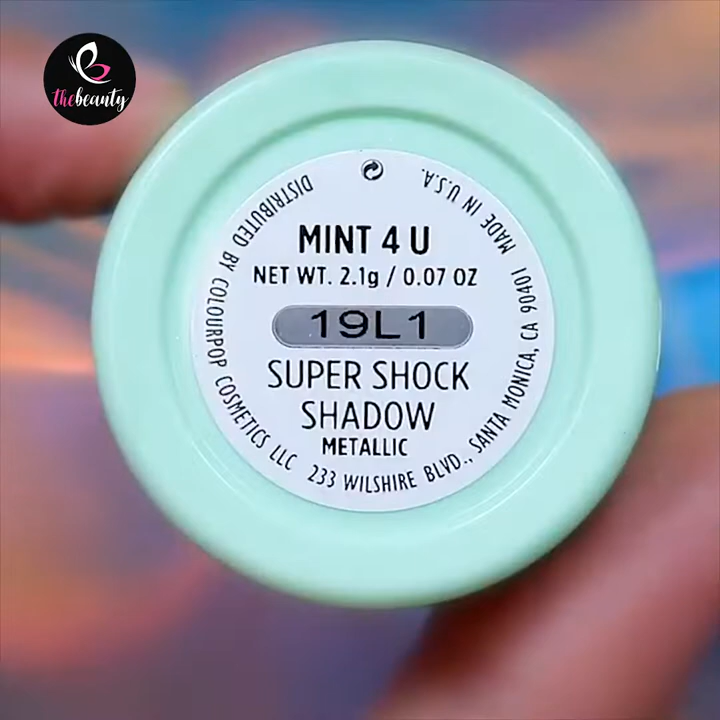 thebeauty
MINT 4 U
NET WT. 2.1g / 0.07 OZ
19L1
SUPER SHOCK
SHADOW
METALLIC
DISTRIBUTED BY COLOURPOP COSMETICS LLC 233 WILSHIRE BLVD., SANTA MONICA, CA 90401 MADE IN U.S.A.